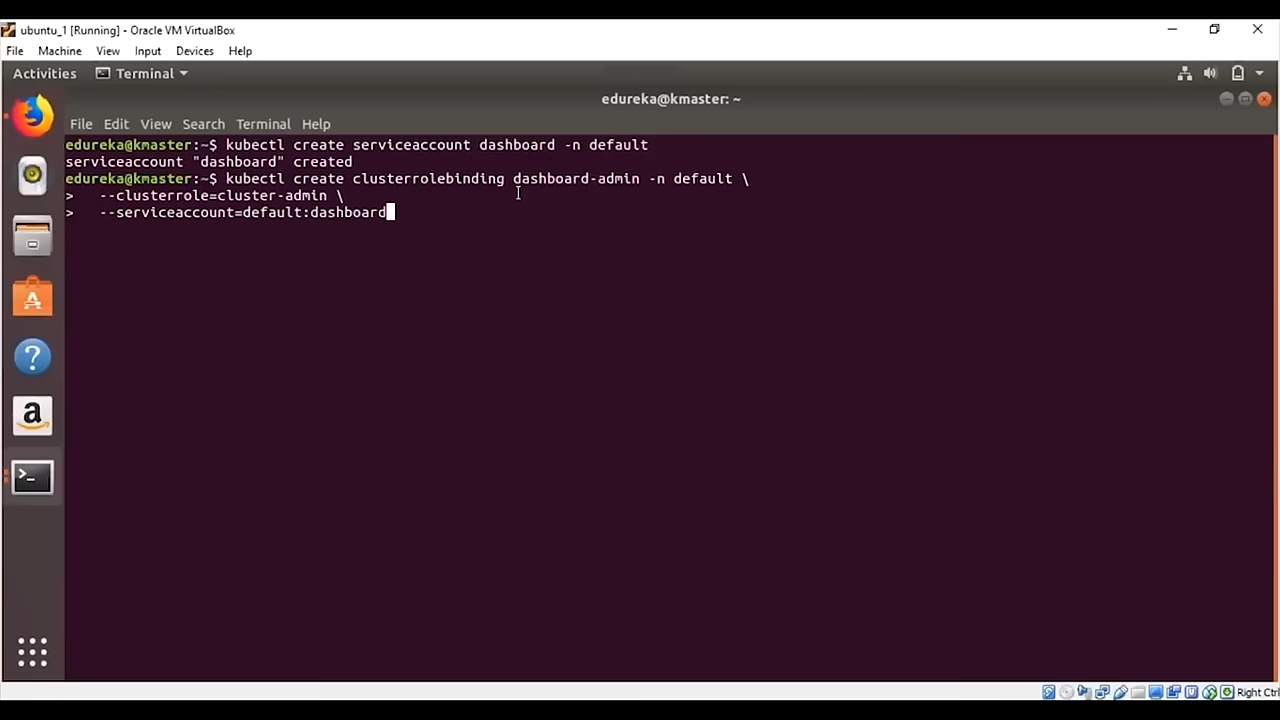 ubuntu_1 [Running] - Oracle VM VirtualBox
File Machine View Input Devices Help
Activities Terminal
edureka@kmaster: ~
File Edit View Search Terminal Help
edureka@kmaster:~$ kubectl create serviceaccount dashboard -n default
serviceaccount "dashboard" created
edureka@kmaster:~$ kubectl create clusterrolebinding dashboard-admin -n default \
> --clusterrole=cluster-admin \
> --serviceaccount=default:dashboard
Right Ctrl